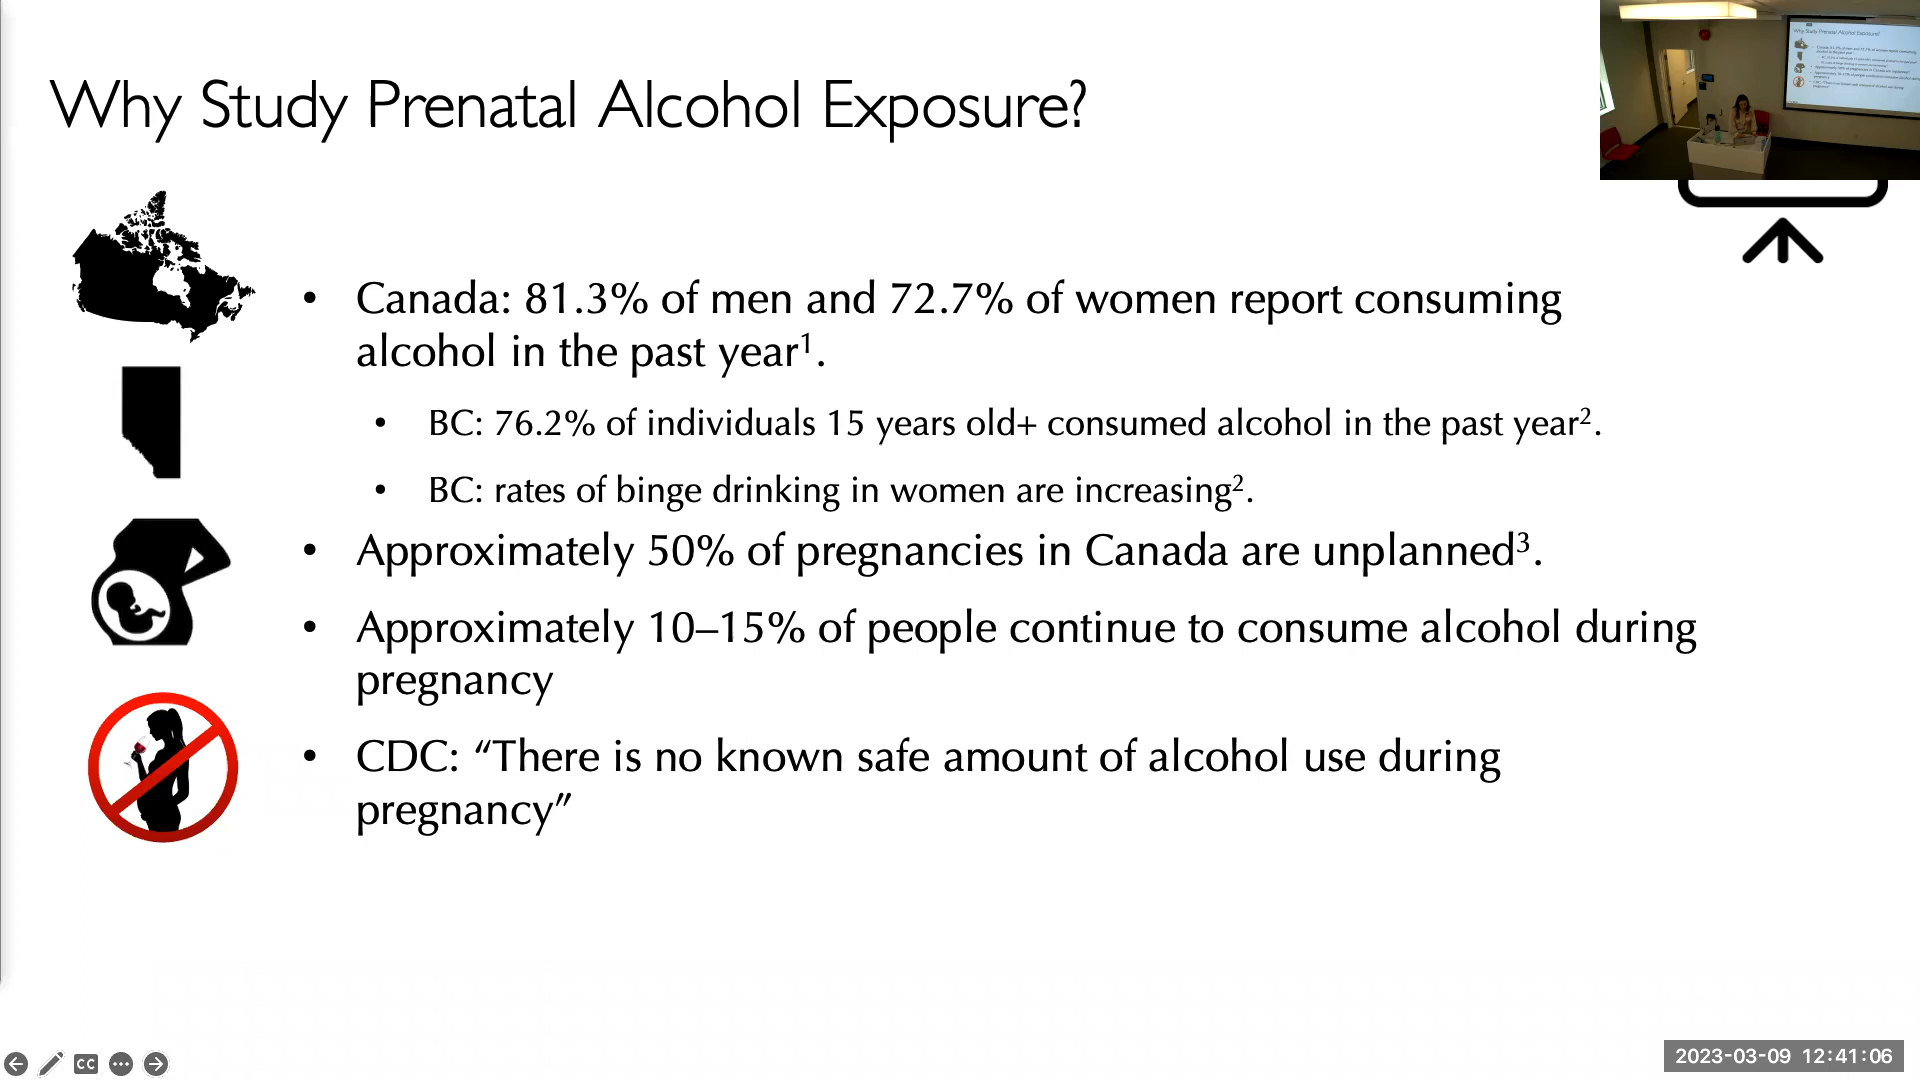 Why Study Prenatal Alcohol Exposure?
• Canada: 81.3% of men and 72.7% of women report consuming
alcohol in the past year¹.
• BC: 76.2% of individuals 15 years old+ consumed alcohol in the past year².
• BC: rates of binge drinking in women are increasing².
• Approximately 50% of pregnancies in Canada are unplanned³.
• Approximately 10–15% of people continue to consume alcohol during
pregnancy
• CDC: “There is no known safe amount of alcohol use during
pregnancy”
CC
2023-03-09 12:41:06